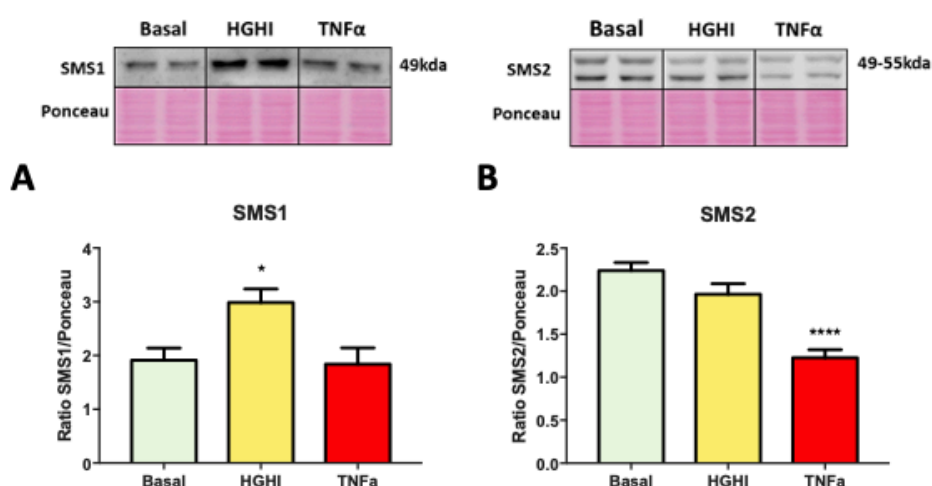 Basal HGHI TNFα
SMS1 49kda
Ponceau
Basal HGHI TNFα
SMS2 49-55kda
Ponceau
A
SMS1
Ratio SMS1/Ponceau
4
3
2
1
0
*
Basal HGHI TNFa
B
SMS2
Ratio SMS2/Ponceau
2.5
2.0
1.5
1.0
0.5
0.0
****
Basal HGHI TNFa